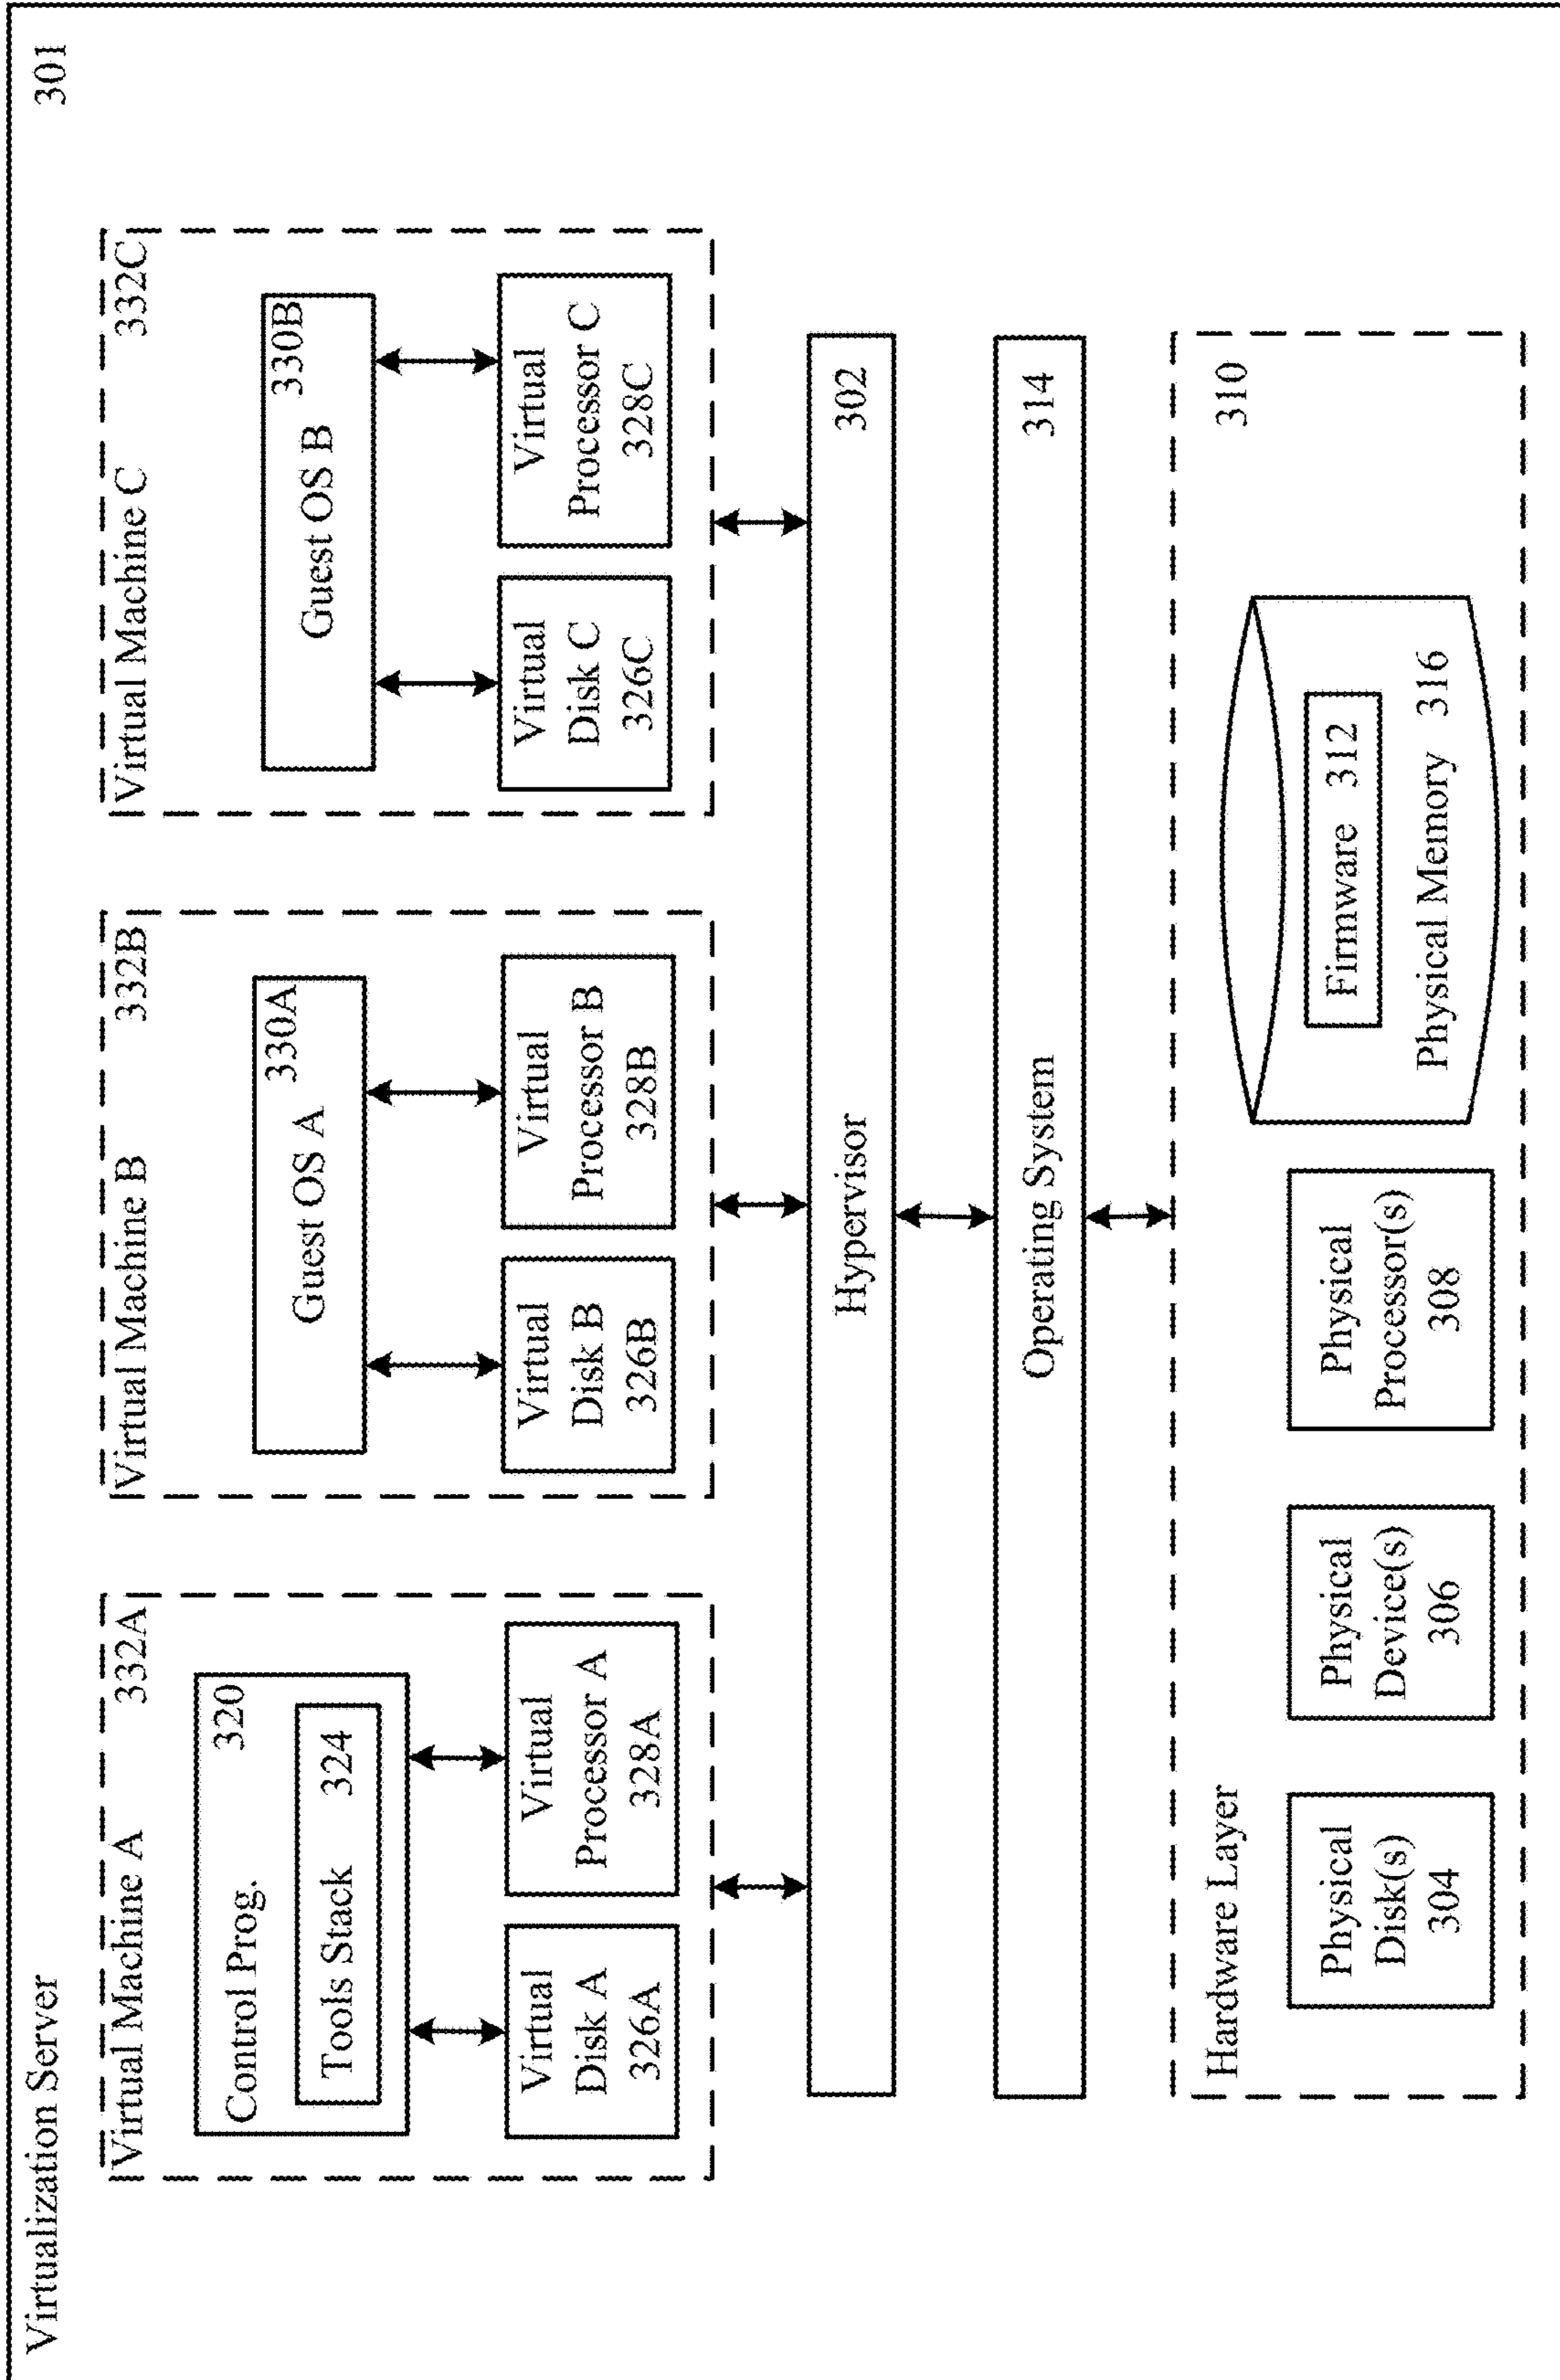 Virtualization Server 301
Virtual Machine A 332A
Control Prog. 320
Tools Stack 324
Virtual
Disk A
326A
Virtual
Processor A
328A
Virtual Machine B 332B
Guest OS A 330A
Virtual
Disk B
326B
Virtual
Processor B
328B
Virtual Machine C 332C
Guest OS B 330B
Virtual
Disk C
326C
Virtual
Processor C
328C
Hypervisor 302
Operating System 314
Hardware Layer 310
Physical
Disk(s)
304
Physical
Device(s)
306
Physical
Processor(s)
308
Firmware 312
Physical Memory 316